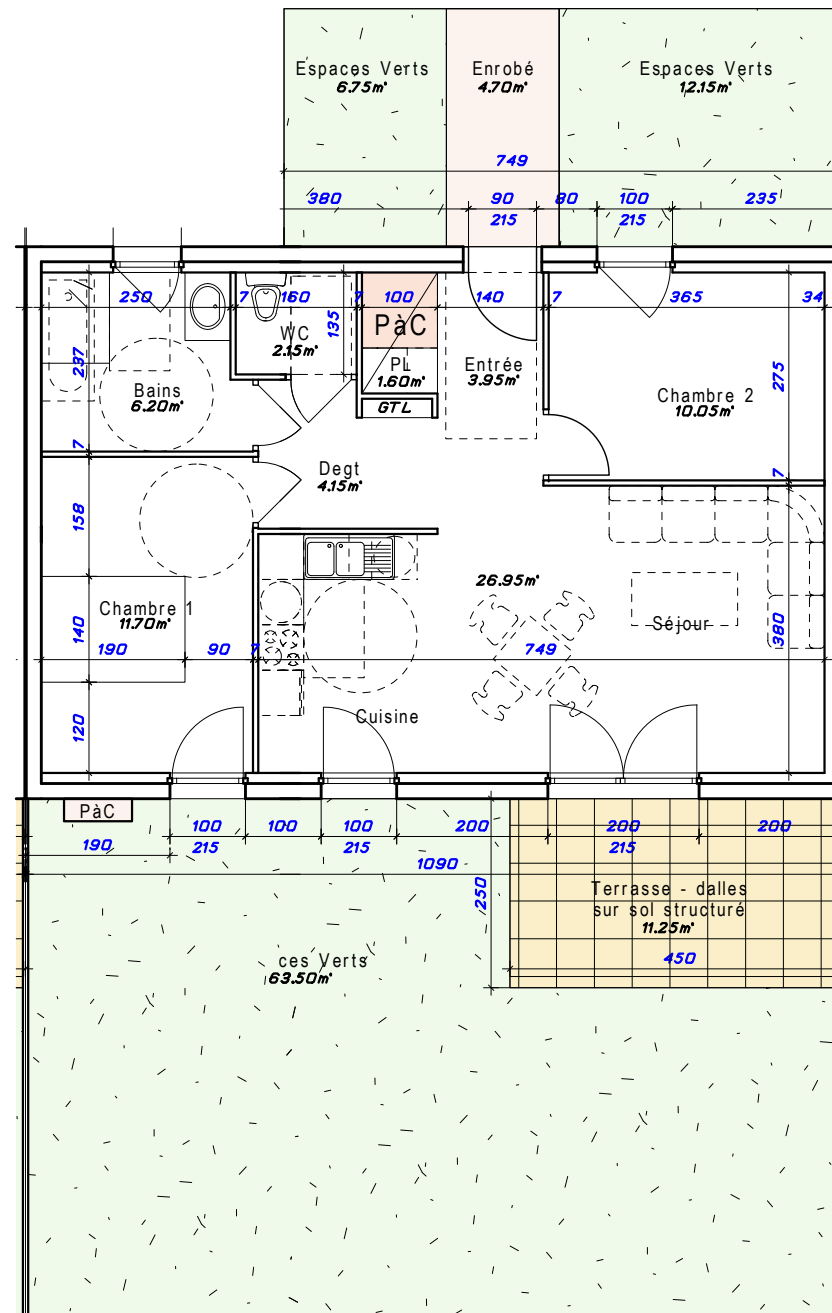 Espaces Verts
6.75m²
Enrobé
4.70m²
Espaces Verts
12.15m²
749
380
90
80
100
235
215
215
250
7
160
7
100
140
7
365
34
PàC
135
WC
2.15m²
237
PL
1.60m²
Entrée
3.95m²
275
Bains
6.20m²
Chambre 2
10.05m²
GTL
7
Degt
4.15m²
7
158
26.95m²
Chambre 1
11.70m²
Séjour
380
140
190
90
7
749
120
Cuisine
PàC
100
100
100
200
200
200
190
215
215
215
1090
250
Terrasse - dalles
sur sol structuré
11.25m²
450
ces Verts
63.50m²